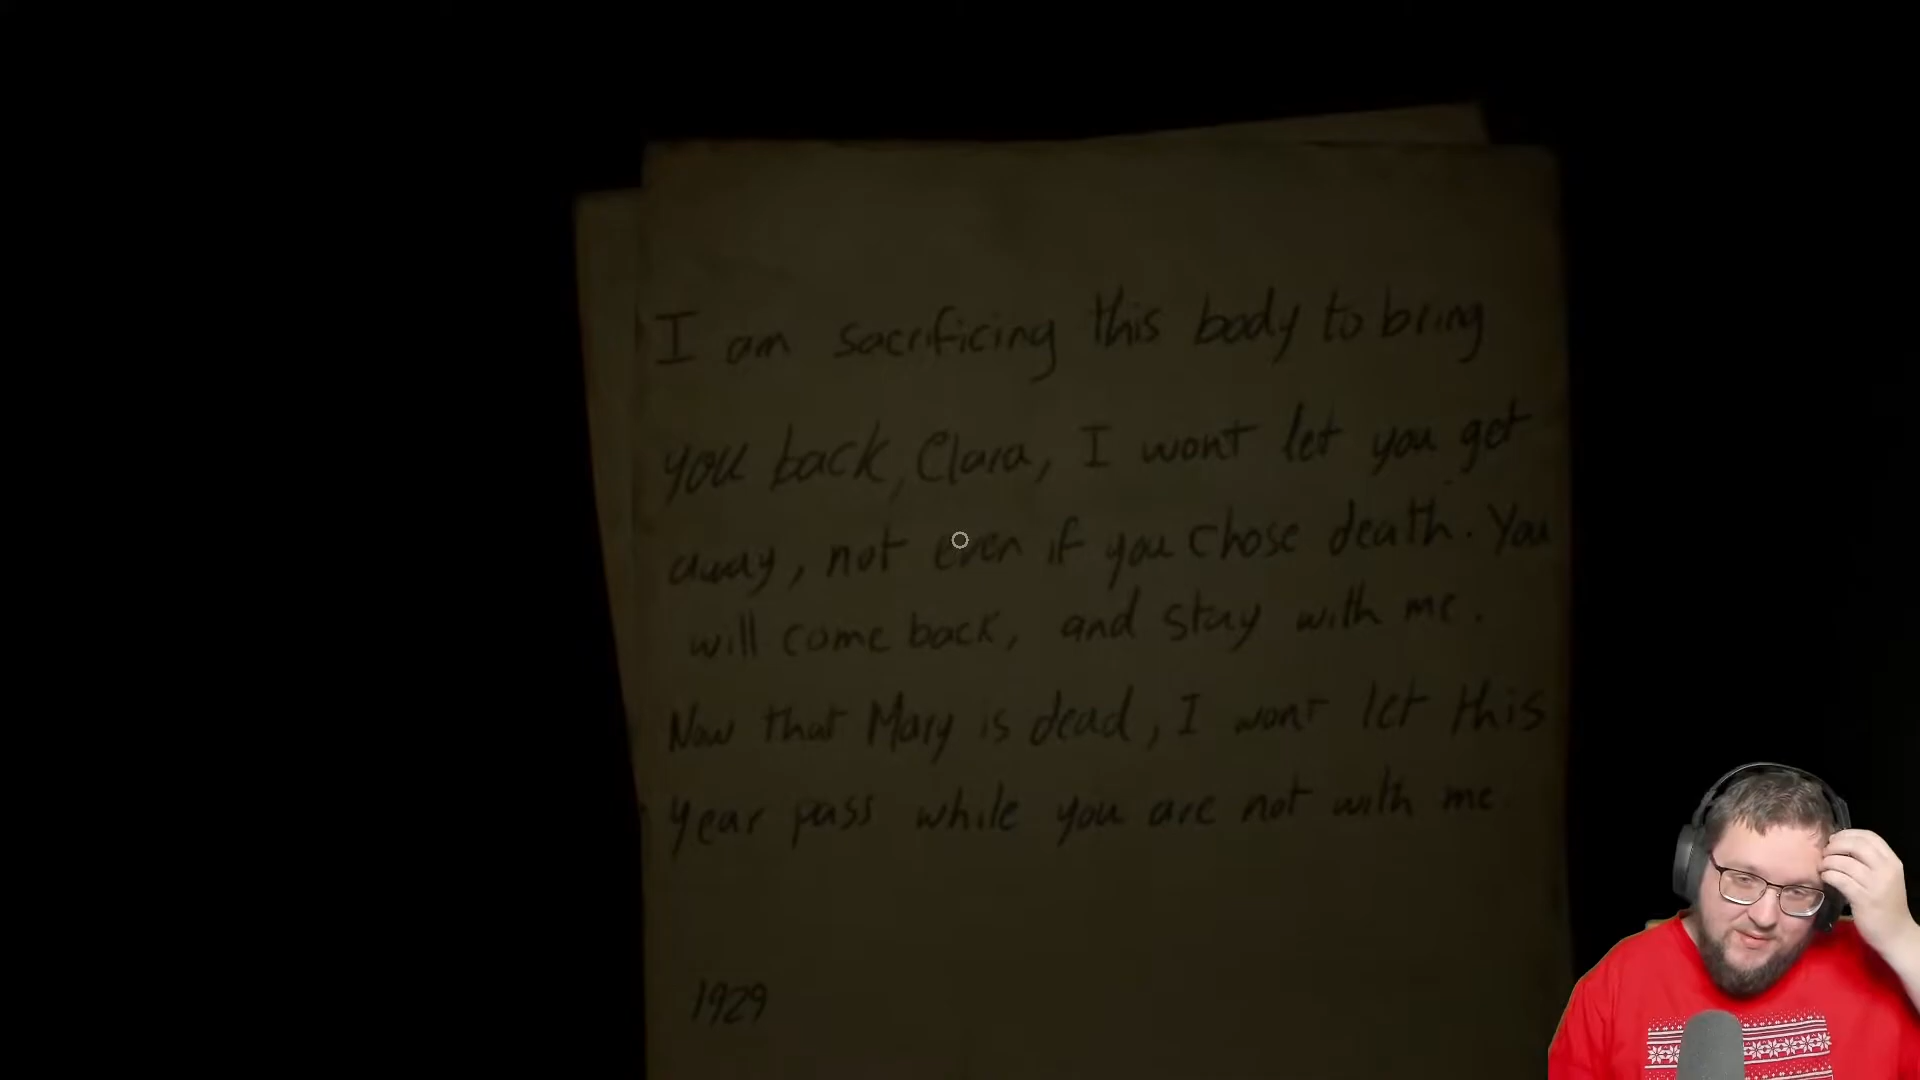 I am sacrificing this body to bring
you back, Clara, I wont let you get
away, not even if you chose death. You
will come back, and stay with me.
Now that Mary is dead, I wont let this
year pass while you are not with me
1929